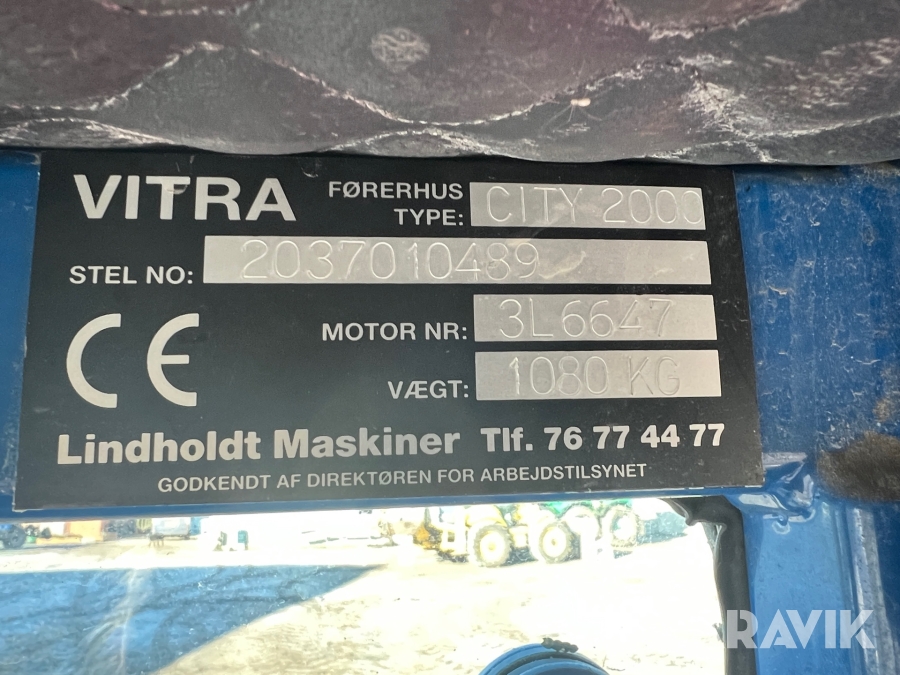 VITRA
FØRERHUS TYPE: CITY 2000
STEL NO: 2037010489
CE
MOTOR NR: 3L6647
VÆGT: 1080 KG
Lindholdt Maskiner Tlf. 76 77 44 77
GODKENDT AF DIREKTØREN FOR ARBEJDSTILSYNET
RAVIK